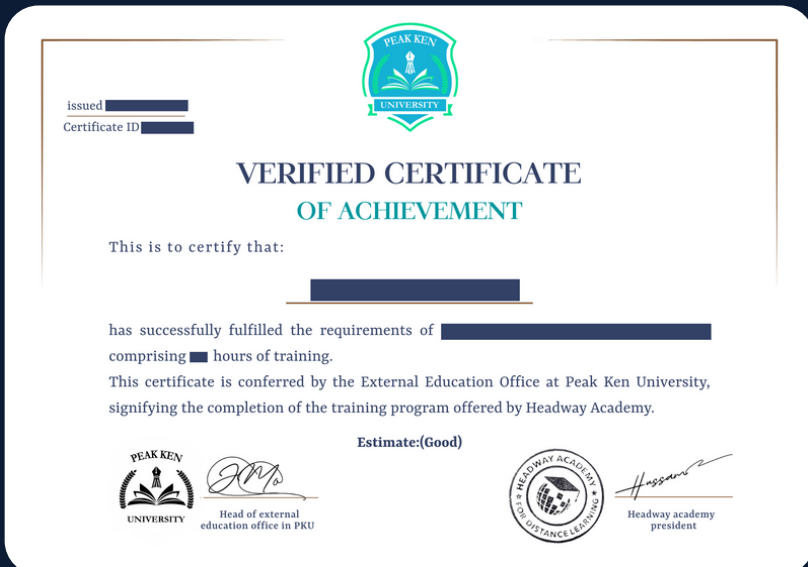 PEAK KEN
UNIVERSITY
issued
Certificate ID
VERIFIED CERTIFICATE
OF ACHIEVEMENT
This is to certify that:
has successfully fulfilled the requirements of
comprising hours of training.
This certificate is conferred by the External Education Office at Peak Ken University,
signifying the completion of the training program offered by Headway Academy.
Estimate:(Good)
PEAK KEN
UNIVERSITY
Head of external
education office in PKU
HEADWAY ACADEMY
FOR DISTANCE LEARNING
Hussam
Headway academy
president